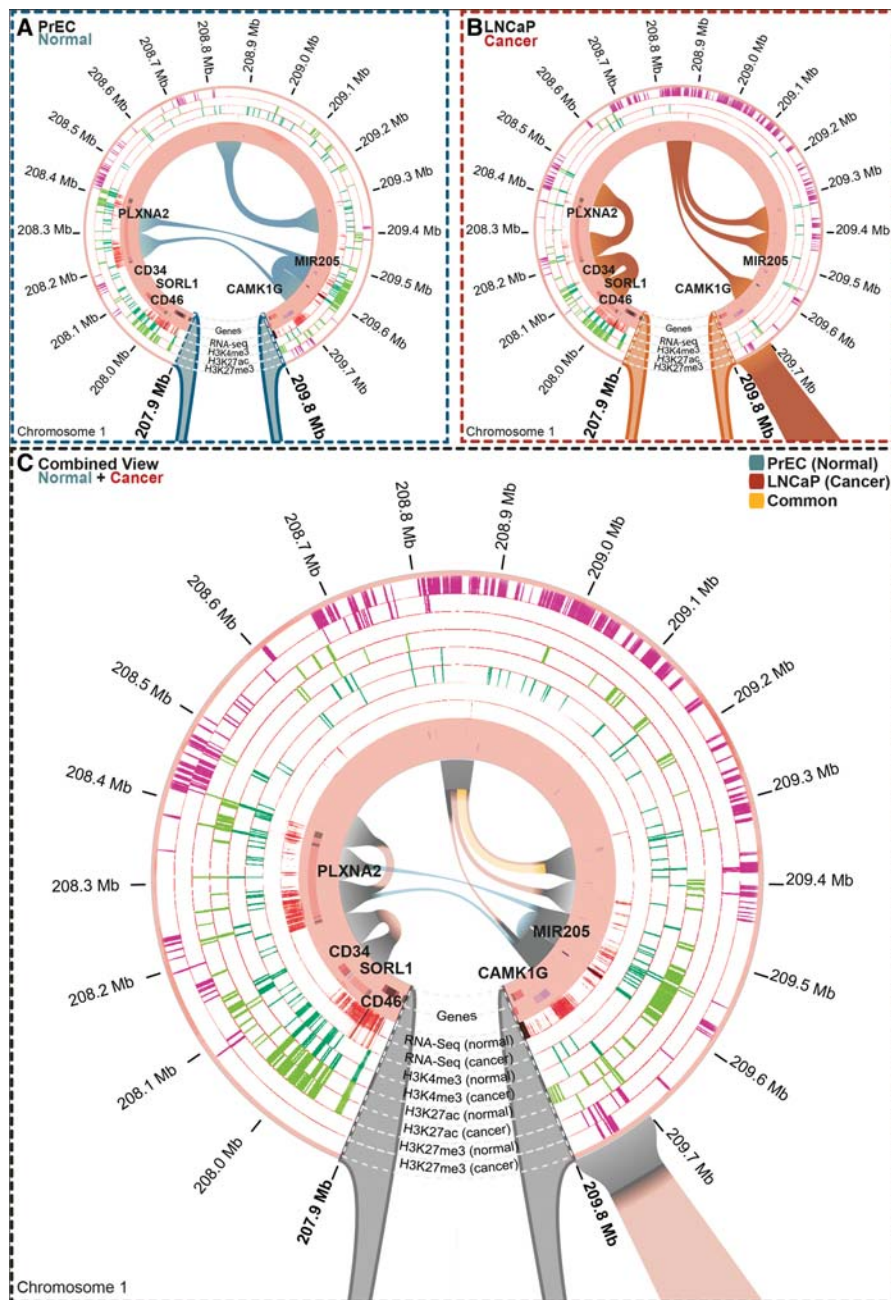 A PrEC
Normal
208.0 Mb
208.1 Mb
208.2 Mb
208.3 Mb
208.4 Mb
208.5 Mb
208.6 Mb
208.7 Mb
208.8 Mb
208.9 Mb
209.0 Mb
209.1 Mb
209.2 Mb
209.3 Mb
209.4 Mb
209.5 Mb
209.6 Mb
209.7 Mb
PLXNA2
CD34
SORL1
CD46
MIR205
CAMK1G
Genes
RNA-seq
H3K4me3
H3K27ac
H3K27me3
207.9 Mb
209.8 Mb
Chromosome 1
B LNCaP
Cancer
208.0 Mb
208.1 Mb
208.2 Mb
208.3 Mb
208.4 Mb
208.5 Mb
208.6 Mb
208.7 Mb
208.8 Mb
208.9 Mb
209.0 Mb
209.1 Mb
209.2 Mb
209.3 Mb
209.4 Mb
209.5 Mb
209.6 Mb
209.7 Mb
PLXNA2
CD34
SORL1
CD46
MIR205
CAMK1G
Genes
RNA-seq
H3K4me3
H3K27ac
H3K27me3
207.9 Mb
209.8 Mb
Chromosome 1
C Combined View
Normal + Cancer
PrEC (Normal)
LNCaP (Cancer)
Common
208.0 Mb
208.1 Mb
208.2 Mb
208.3 Mb
208.4 Mb
208.5 Mb
208.6 Mb
208.7 Mb
208.8 Mb
208.9 Mb
209.0 Mb
209.1 Mb
209.2 Mb
209.3 Mb
209.4 Mb
209.5 Mb
209.6 Mb
209.7 Mb
PLXNA2
CD34
SORL1
CD46
MIR205
CAMK1G
Genes
RNA-Seq (normal)
RNA-Seq (cancer)
H3K4me3 (normal)
H3K4me3 (cancer)
H3K27ac (normal)
H3K27ac (cancer)
H3K27me3 (normal)
H3K27me3 (cancer)
207.9 Mb
209.8 Mb
Chromosome 1